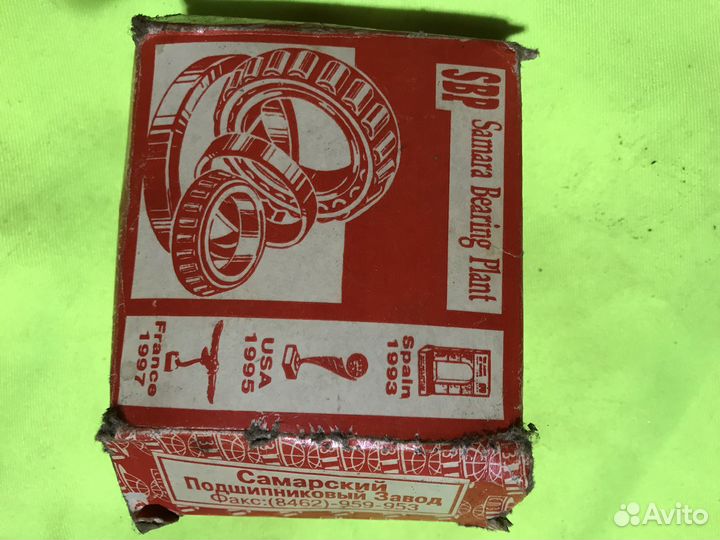 SBP Samara Bearing Plant
Spain
1993
USA
1995
France
1997
Самарский
Подшипниковый Завод
Факс:(8462)-959-953
Avito